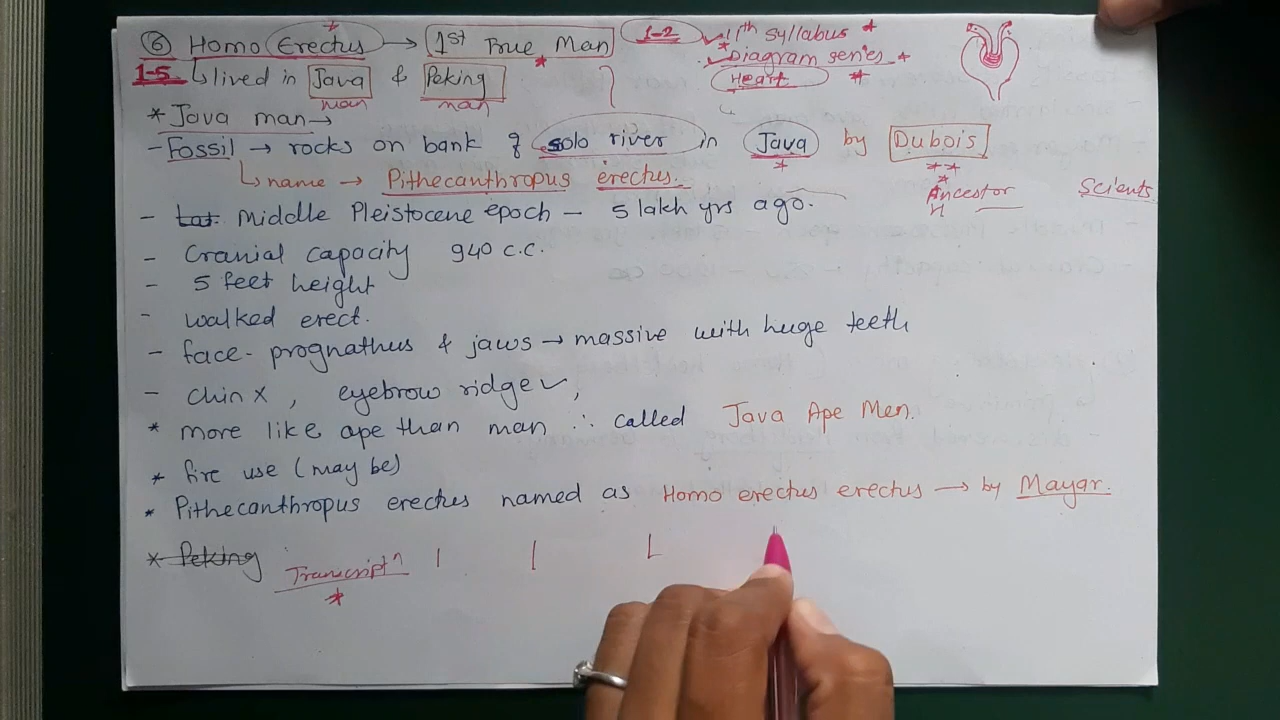 ⑥ Homo Erectus → 1st True Man
1-2 11th Syllabus *
* Diagram series *
Heart *
1-5 lived in Java & Peking
man man
* Java man →
- Fossil → rocks on bank of solo river in Java by Dubois
name → Pithecanthropus erectus.
Ancestor Scients
- Lat. Middle Pleistocene epoch - 5 lakh yrs ago.
- Cranial capacity 940 c.c.
- 5 feet height
- walked erect.
- face - prognathus & jaws → massive with huge teeth
- chin X, eyebrow ridge ✓,
* more like ape than man ∴ called Java Ape Men.
* fire use (may be)
* Pithecanthropus erectus named as Homo erectus erectus → by Mayar.
* Peking
Transcriptn